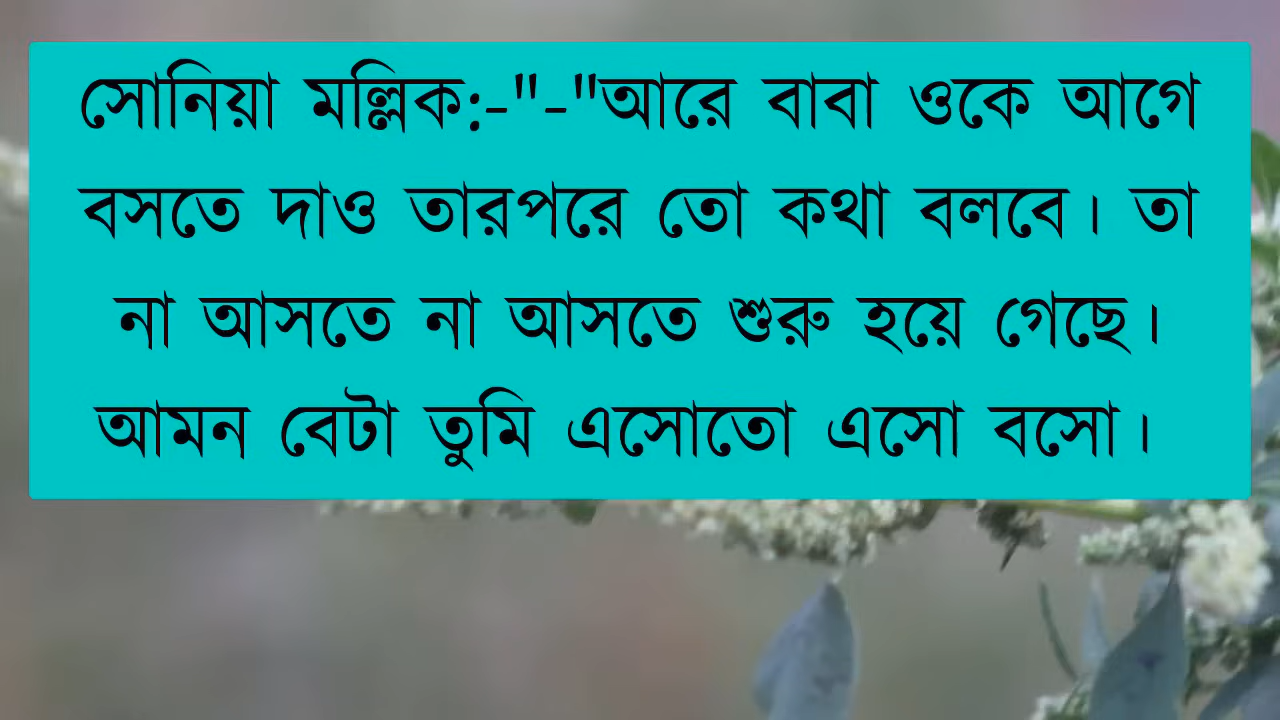 সোনিয়া মল্লিক:-"-"আরে বাবা ওকে আগে
বসতে দাও তারপরে তো কথা বলবে। তা
না আসতে না আসতে শুরু হয়ে গেছে।
আমন বেটা তুমি এসোতো এসো বসো।